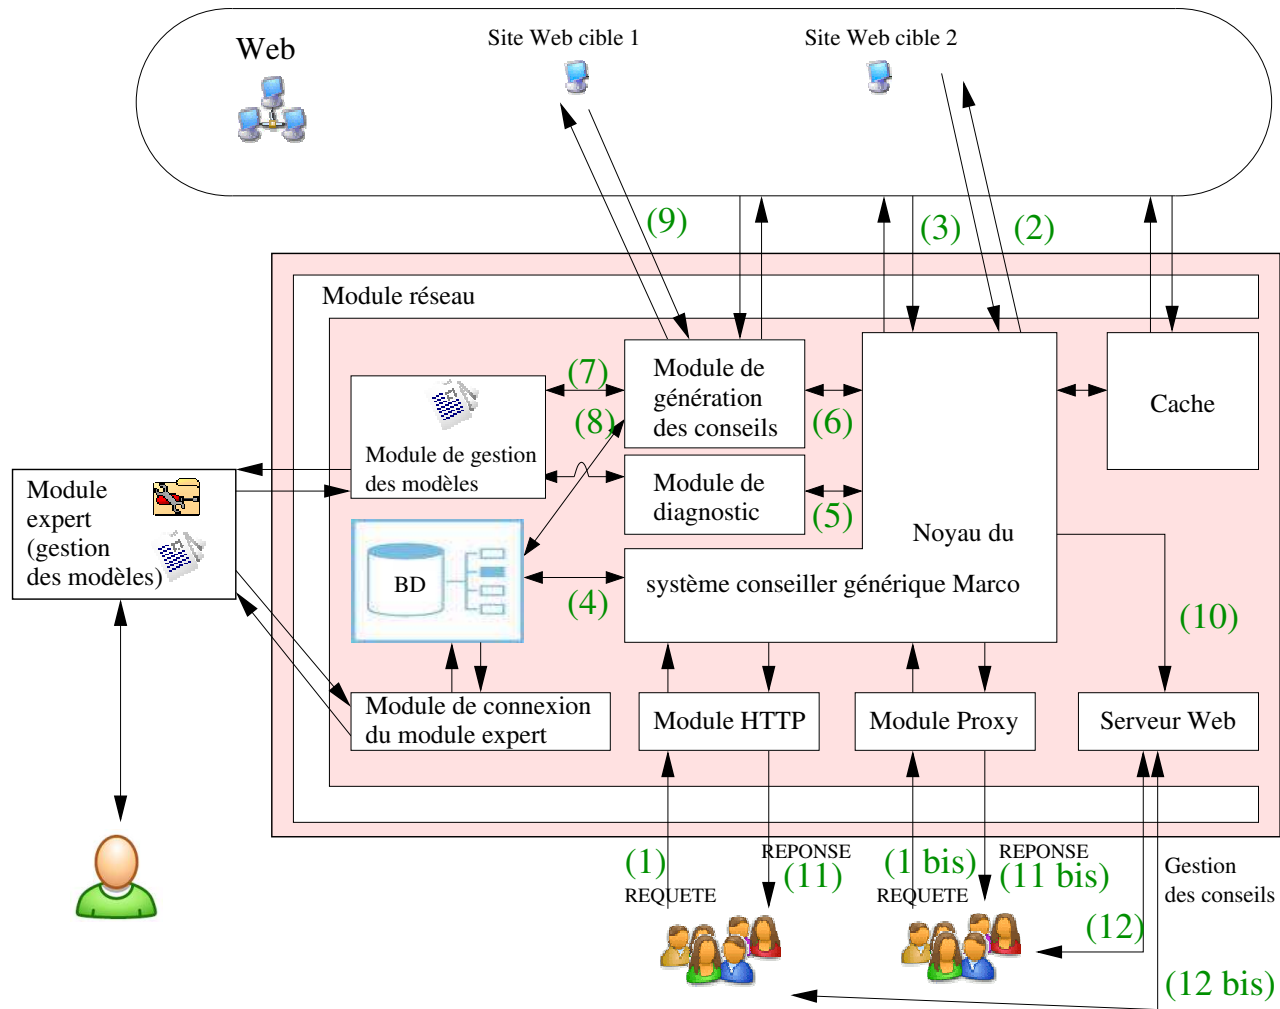 Web
Site Web cible 1
Site Web cible 2
(9)
(3)
(2)
Module réseau
Module de
génération
des conseils
(7)
(8)
(6)
Cache
Module de gestion
des modèles
Module de
diagnostic
(5)
Noyau du
système conseiller générique Marco
Module
expert
(gestion
des modèles)
BD
(4)
(10)
Module de connexion
du module expert
Module HTTP
Module Proxy
Serveur Web
(1)
REQUETE
REPONSE
(11)
(1 bis)
REQUETE
REPONSE
(11 bis)
Gestion
des conseils
(12)
(12 bis)